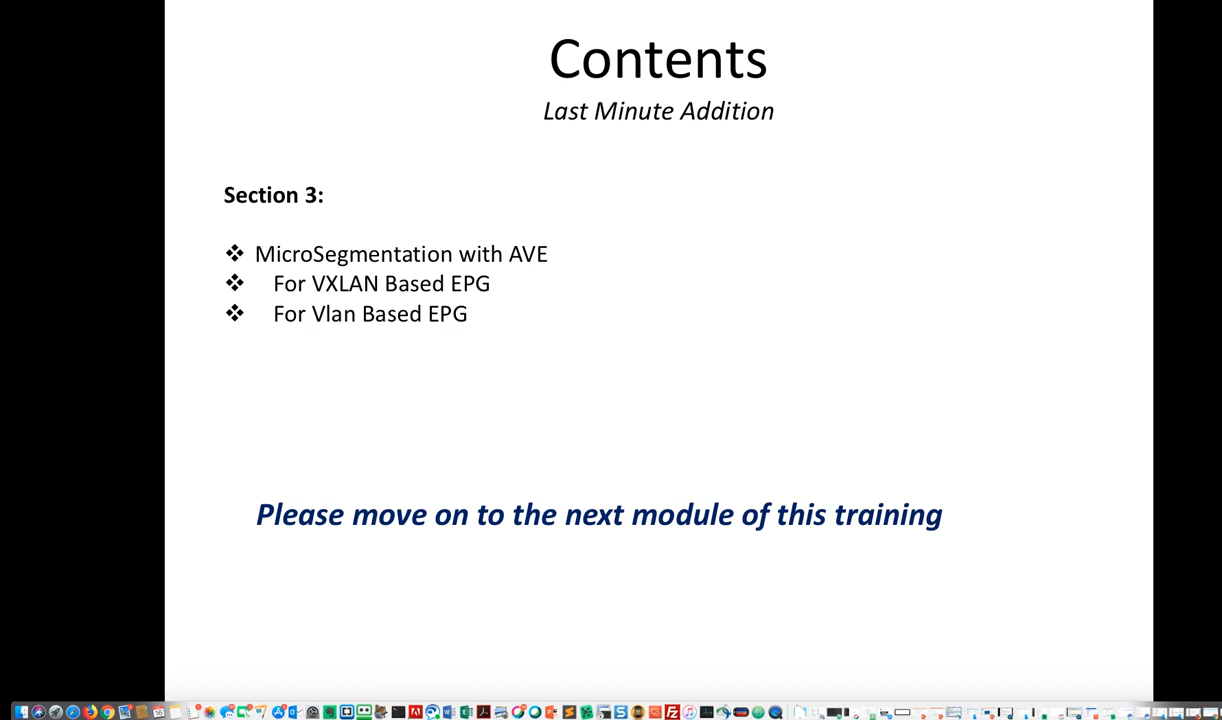 Contents
Last Minute Addition
Section 3:
❖ MicroSegmentation with AVE
❖ For VXLAN Based EPG
❖ For Vlan Based EPG
Please move on to the next module of this training